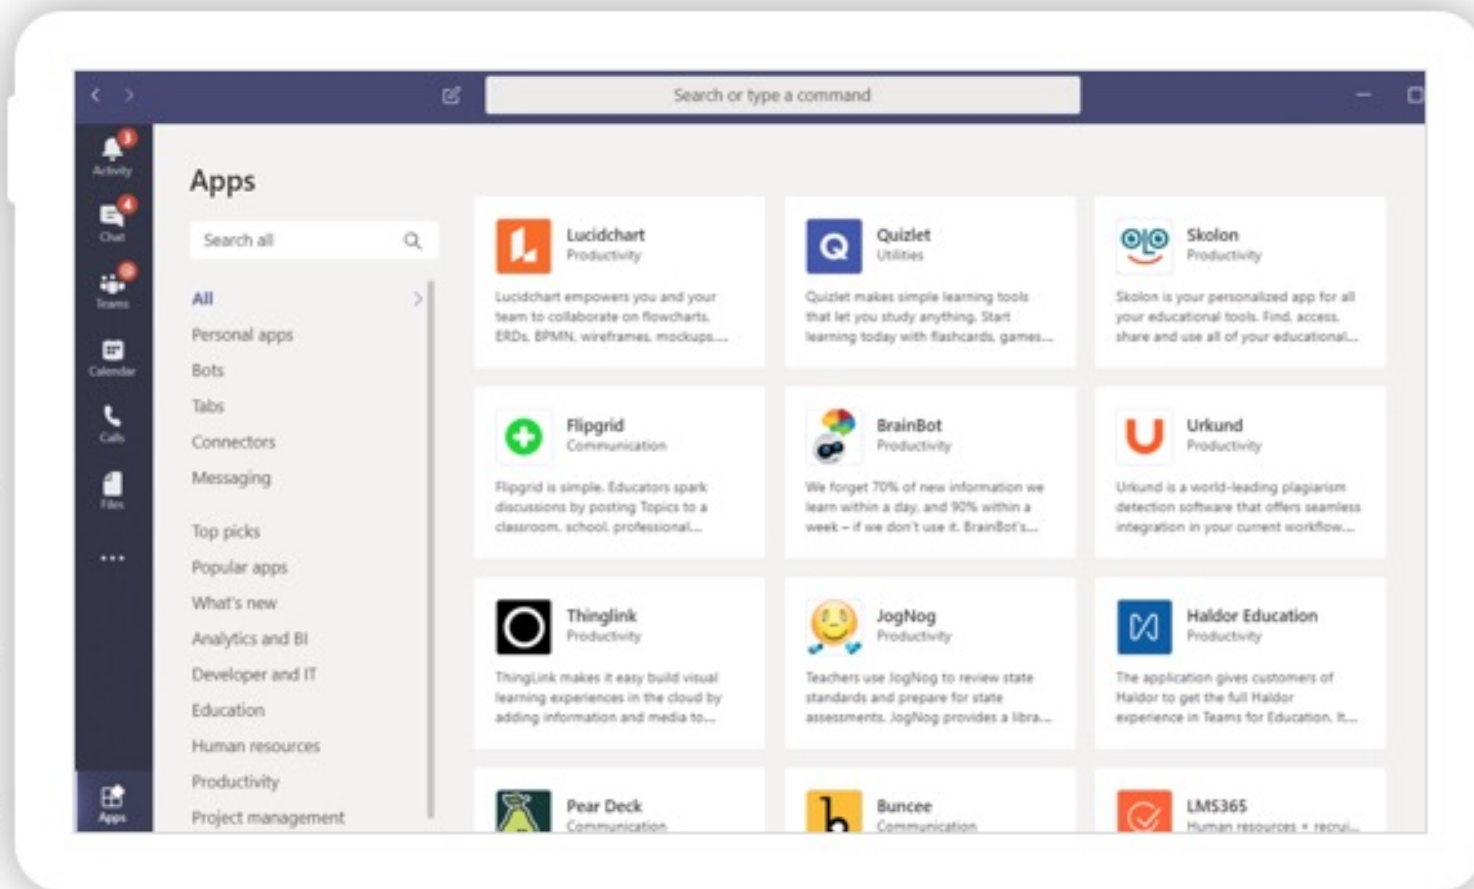 Search or type a command
3
Activity
4
Chat
Teams
Calendar
Calls
Files
Apps
Apps
Search all
All
Personal apps
Bots
Tabs
Connectors
Messaging
Top picks
Popular apps
What's new
Analytics and BI
Developer and IT
Education
Human resources
Productivity
Project management
Lucidchart
Productivity
Lucidchart empowers you and your
team to collaborate on flowcharts.
ERDs, BPMN, wireframes, mockups....
Quizlet
Utilities
Quizlet makes simple learning tools
that let you study anything. Start
learning today with flashcards, games...
Skolon
Productivity
Skolon is your personalized app for all
your educational tools. Find, access,
share and use all of your educational...
Flipgrid
Communication
Flipgrid is simple. Educators spark
discussions by posting Topics to a
classroom, school, professional....
BrainBot
Productivity
We forget 70% of new information we
learn within a day, and 90% within a
week – if we don't use it. BrainBot's...
Urkund
Productivity
Urkund is a world-leading plagiarism
detection software that offers seamless
integration in your current workflow....
Thinglink
Productivity
ThingLink makes it easy build visual
learning experiences in the cloud by
adding information and media to...
JogNog
Productivity
Teachers use JogNog to review state
standards and prepare for state
assessments. JogNog provides a libra...
Haldor Education
Productivity
The application gives customers of
Haldor to get the full Haldor
experience in Teams for Education. It...
Pear Deck
Communication
Buncee
Communication
LMS365
Human resources + recrui...